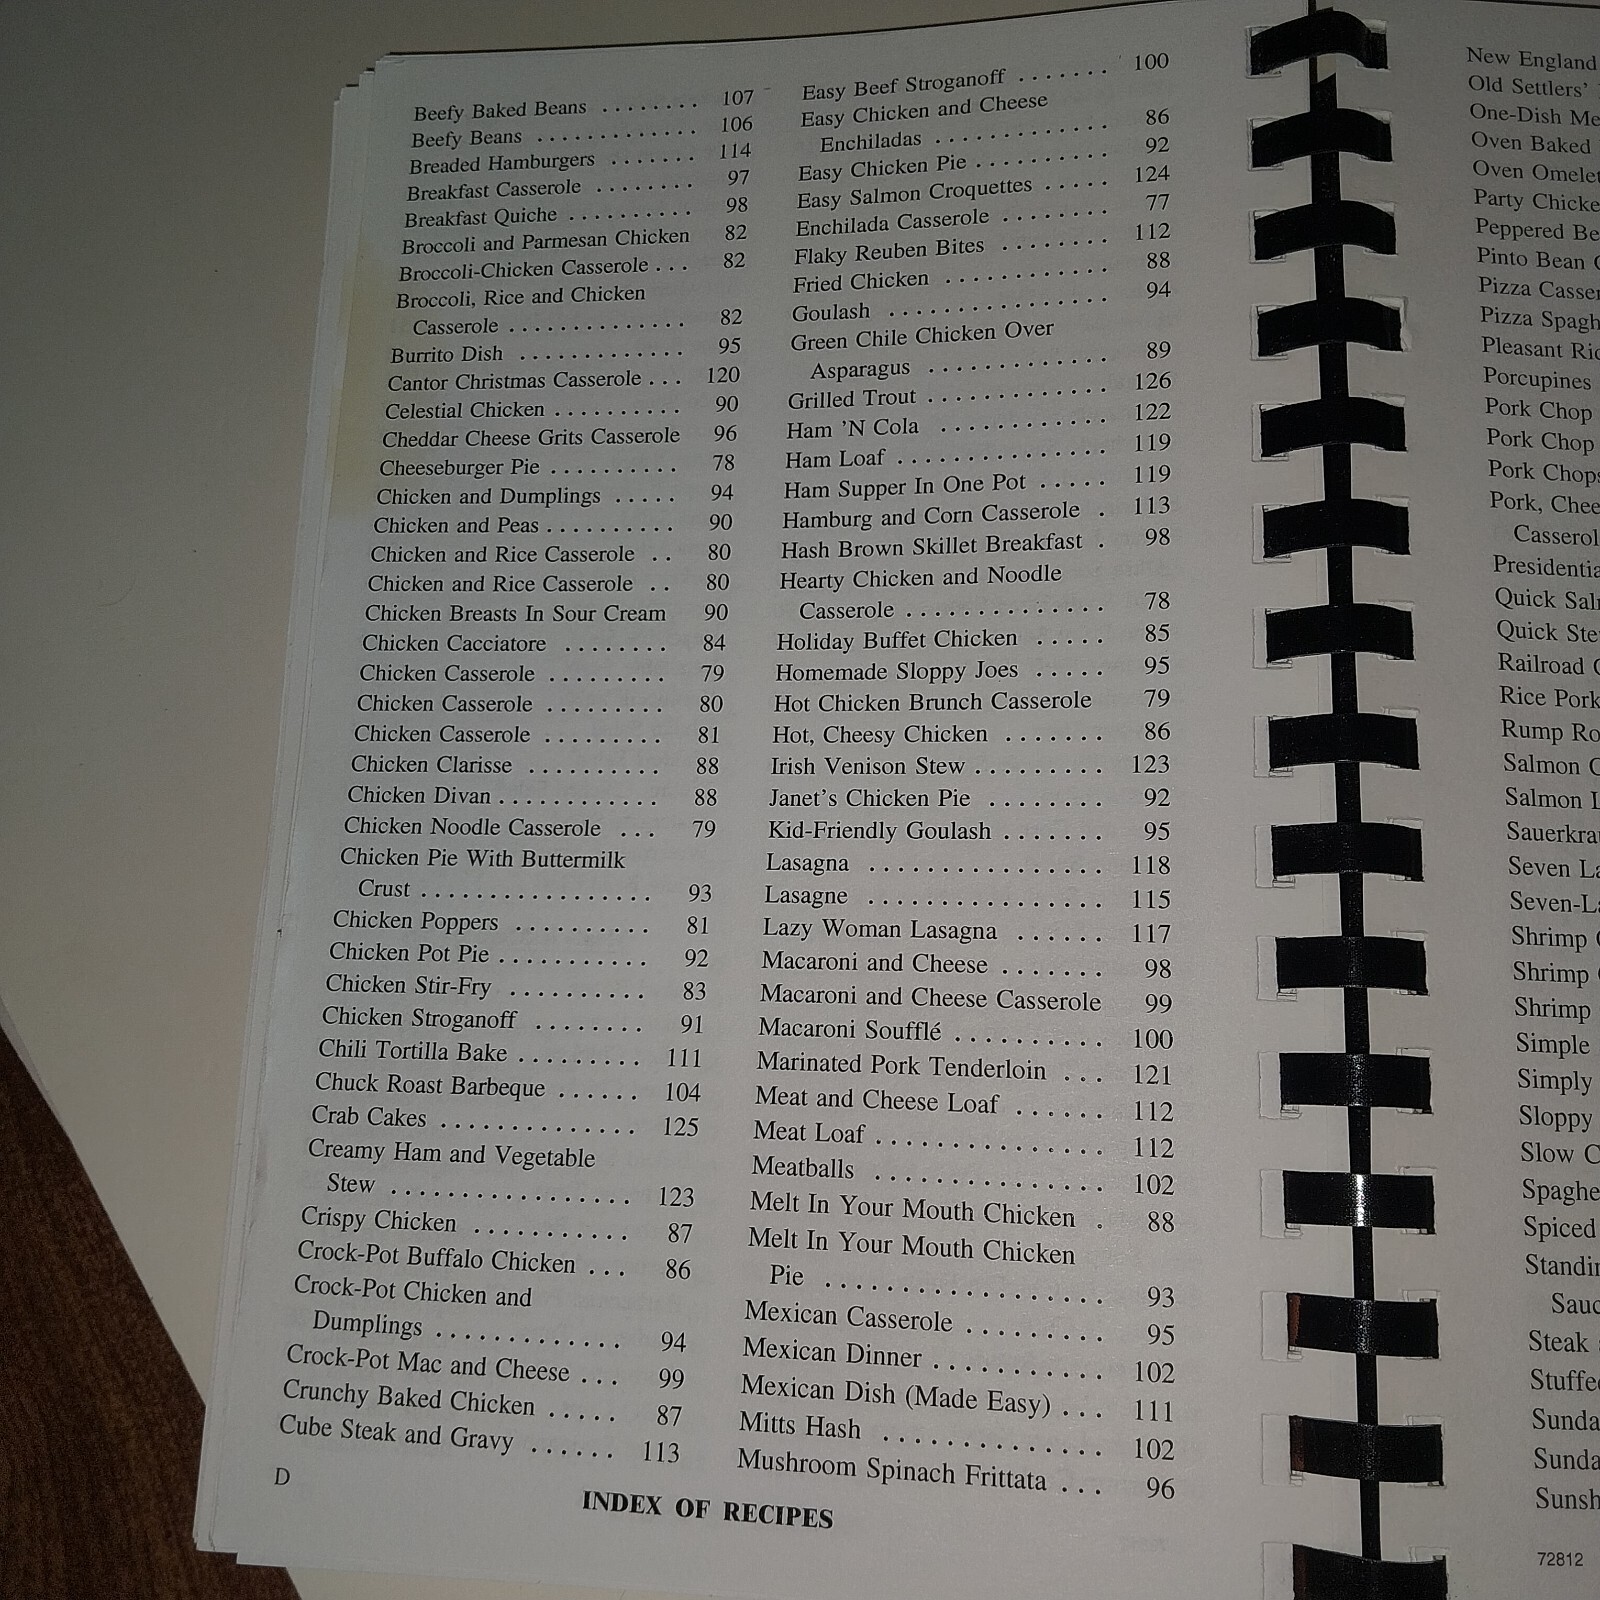 Beefy Baked Beans ........ 107
Beefy Beans ............. 106
Breaded Hamburgers ....... 114
Breakfast Casserole ........ 97
Breakfast Quiche .......... 98
Broccoli and Parmesan Chicken 82
Broccoli-Chicken Casserole ... 82
Broccoli, Rice and Chicken
Casserole .............. 82
Burrito Dish ............. 95
Cantor Christmas Casserole ... 120
Celestial Chicken .......... 90
Cheddar Cheese Grits Casserole 96
Cheeseburger Pie .......... 78
Chicken and Dumplings ..... 94
Chicken and Peas .......... 90
Chicken and Rice Casserole .. 80
Chicken and Rice Casserole .. 80
Chicken Breasts In Sour Cream 90
Chicken Cacciatore ........ 84
Chicken Casserole ......... 79
Chicken Casserole ......... 80
Chicken Casserole ......... 81
Chicken Clarisse .......... 88
Chicken Divan ............ 88
Chicken Noodle Casserole ... 79
Chicken Pie With Buttermilk
Crust ................. 93
Chicken Poppers .......... 81
Chicken Pot Pie ........... 92
Chicken Stir-Fry .......... 83
Chicken Stroganoff ........ 91
Chili Tortilla Bake ......... 111
Chuck Roast Barbeque ...... 104
Crab Cakes .............. 125
Creamy Ham and Vegetable
Stew .................. 123
Crispy Chicken ........... 87
Crock-Pot Buffalo Chicken ... 86
Crock-Pot Chicken and
Dumplings ............. 94
Crock-Pot Mac and Cheese ... 99
Crunchy Baked Chicken ..... 87
Cube Steak and Gravy ...... 113
Easy Beef Stroganoff ....... 100
Easy Chicken and Cheese
Enchiladas ............. 86
Easy Chicken Pie .......... 92
Easy Salmon Croquettes ..... 124
Enchilada Casserole ........ 77
Flaky Reuben Bites ........ 112
Fried Chicken ............ 88
Goulash ................ 94
Green Chile Chicken Over
Asparagus ............. 89
Grilled Trout ............. 126
Ham 'N Cola ............ 122
Ham Loaf ............... 119
Ham Supper In One Pot ..... 119
Hamburg and Corn Casserole . 113
Hash Brown Skillet Breakfast . 98
Hearty Chicken and Noodle
Casserole .............. 78
Holiday Buffet Chicken ..... 85
Homemade Sloppy Joes ..... 95
Hot Chicken Brunch Casserole 79
Hot, Cheesy Chicken ....... 86
Irish Venison Stew ......... 123
Janet's Chicken Pie ........ 92
Kid-Friendly Goulash ....... 95
Lasagna ................ 118
Lasagne ................ 115
Lazy Woman Lasagna ...... 117
Macaroni and Cheese ....... 98
Macaroni and Cheese Casserole 99
Macaroni Soufflé .......... 100
Marinated Pork Tenderloin ... 121
Meat and Cheese Loaf ...... 112
Meat Loaf ............... 112
Meatballs ............... 102
Melt In Your Mouth Chicken . 88
Melt In Your Mouth Chicken
Pie .................. 93
Mexican Casserole ......... 95
Mexican Dinner ........... 102
Mexican Dish (Made Easy) ... 111
Mitts Hash .............. 102
Mushroom Spinach Frittata ... 96
D
INDEX OF RECIPES
New England
Old Settlers'
One-Dish
Oven Baked
Oven
Party
Peppered
Pinto Bean
Pizza
Pizza
Pleasant
Porcupines
Pork Chop
Pork Chop
Pork
Pork,
Quick
Quick
Railroad
Rice
Rump
Salmon
Salmon
Seven
Shrimp
Shrimp
Shrimp
Simple
Simply
Sloppy
Slow
Spiced
Steak
72812